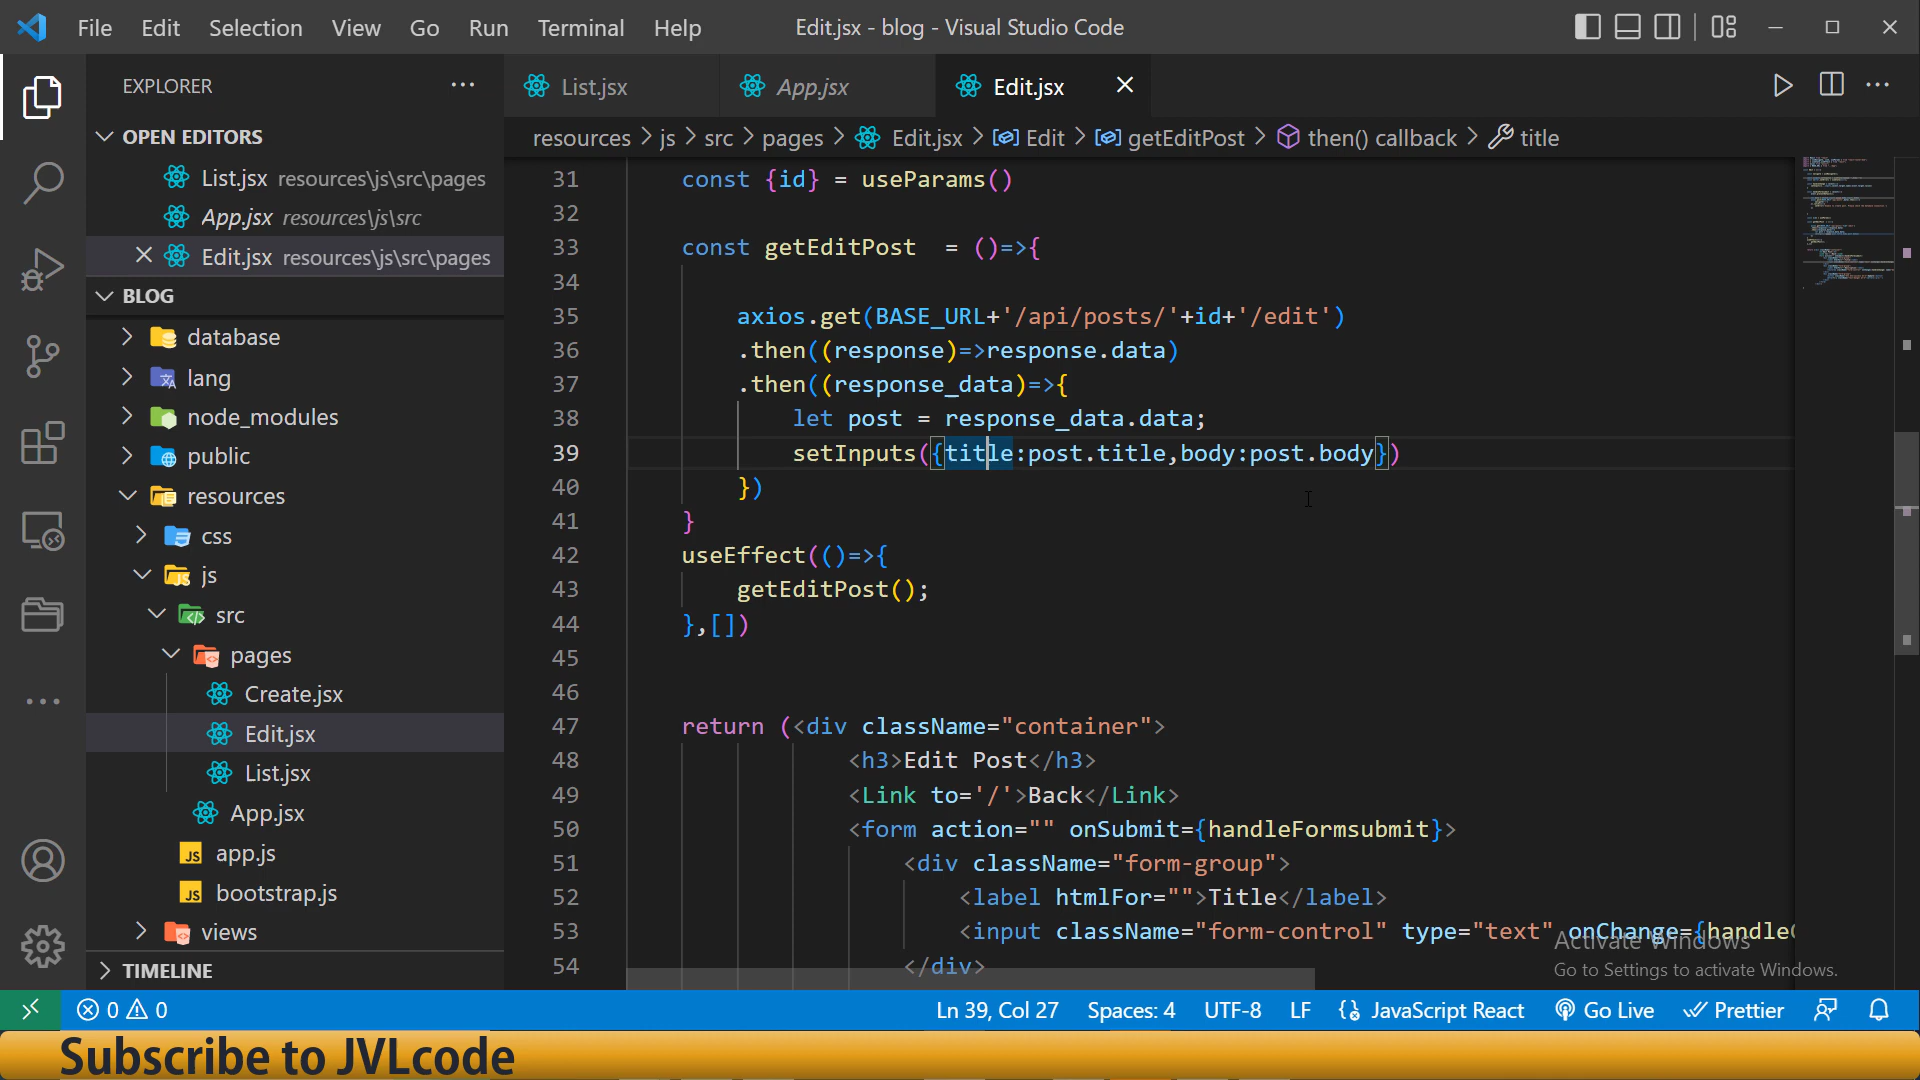 File Edit Selection View Go Run Terminal Help
Edit.jsx - blog - Visual Studio Code
EXPLORER
OPEN EDITORS
List.jsx resources\js\src\pages
App.jsx resources\js\src
Edit.jsx resources\js\src\pages
BLOG
database
lang
node_modules
public
resources
css
js
src
pages
Create.jsx
Edit.jsx
List.jsx
App.jsx
app.js
bootstrap.js
views
TIMELINE
List.jsx App.jsx Edit.jsx
resources > js > src > pages > Edit.jsx > Edit > getEditPost > then() callback > title
31 const {id} = useParams()
32
33 const getEditPost  = ()=>{
34
35 axios.get(BASE_URL+'/api/posts/'+id+'/edit')
36 .then((response)=>response.data)
37 .then((response_data)=>{
38 let post = response_data.data;
39 setInputs({title:post.title,body:post.body})
40 })
41 }
42 useEffect(()=>{
43 getEditPost();
44 },[])
45
46
47 return (<div className="container">
48 <h3>Edit Post</h3>
49 <Link to='/'>Back</Link>
50 <form action="" onSubmit={handleFormsubmit}>
51 <div className="form-group">
52 <label htmlFor="">Title</label>
53 <input className="form-control" type="text" onChange={handle
54 </div>
Activate Windows
Go to Settings to activate Windows.
0 0
Ln 39, Col 27 Spaces: 4 UTF-8 LF JavaScript React Go Live Prettier
Subscribe to JVLcode